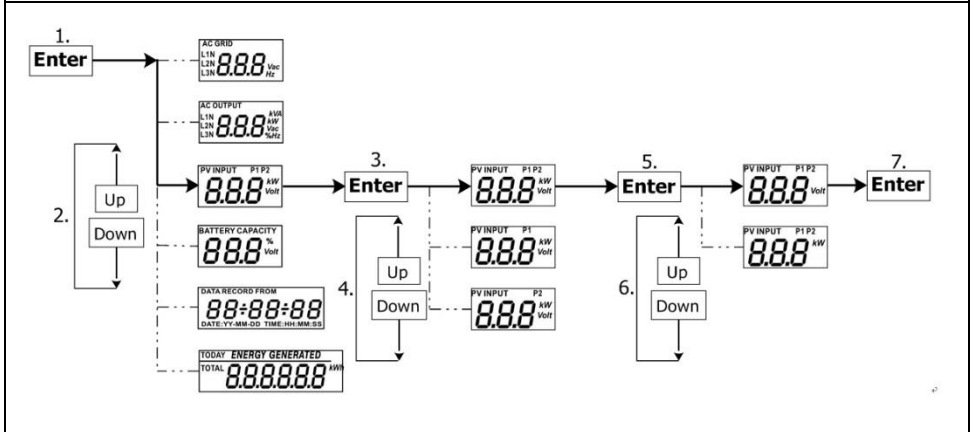 1.
Enter
AC GRID
L1N
L2N
L3N
8.8.8
Vac
Hz
AC OUTPUT
L1N
L2N
L3N
8.8.8
kVA
kW
Vac
%Hz
2.
Up
Down
PV INPUT P1 P2
8.8.8
kW
Volt
BATTERY CAPACITY
88.8
%
Volt
DATA RECORD FROM
88:88:88
DATE:YY-MM-DD TIME:HH:MM:SS
TODAY ENERGY GENERATED
TOTAL 8.8.8.8.8.8 kWh
3.
Enter
4.
Up
Down
PV INPUT P1 P2
8.8.8
kW
Volt
PV INPUT P1
8.8.8
kW
Volt
PV INPUT P2
8.8.8
kW
Volt
5.
Enter
6.
Up
Down
PV INPUT P1 P2
8.8.8
Volt
PV INPUT P1 P2
8.8.8
kW
7.
Enter